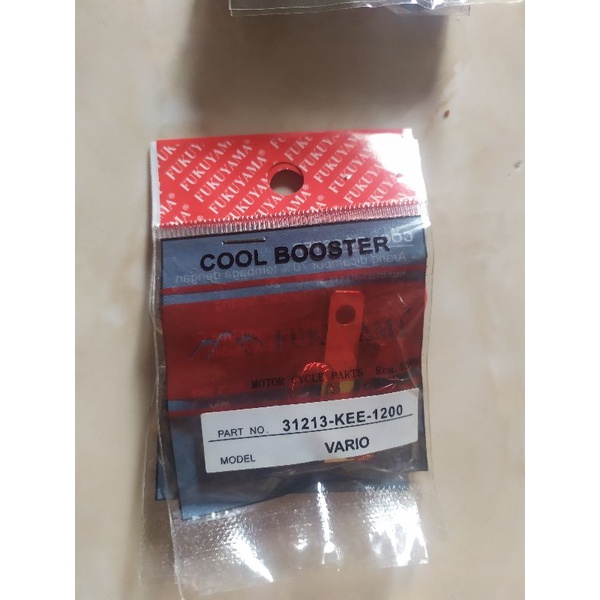 FUKUYAMA®
COOL BOOSTER
MOTOR CYCLE PARTS
PART NO. 31213-KEE-1200
MODEL VARIO